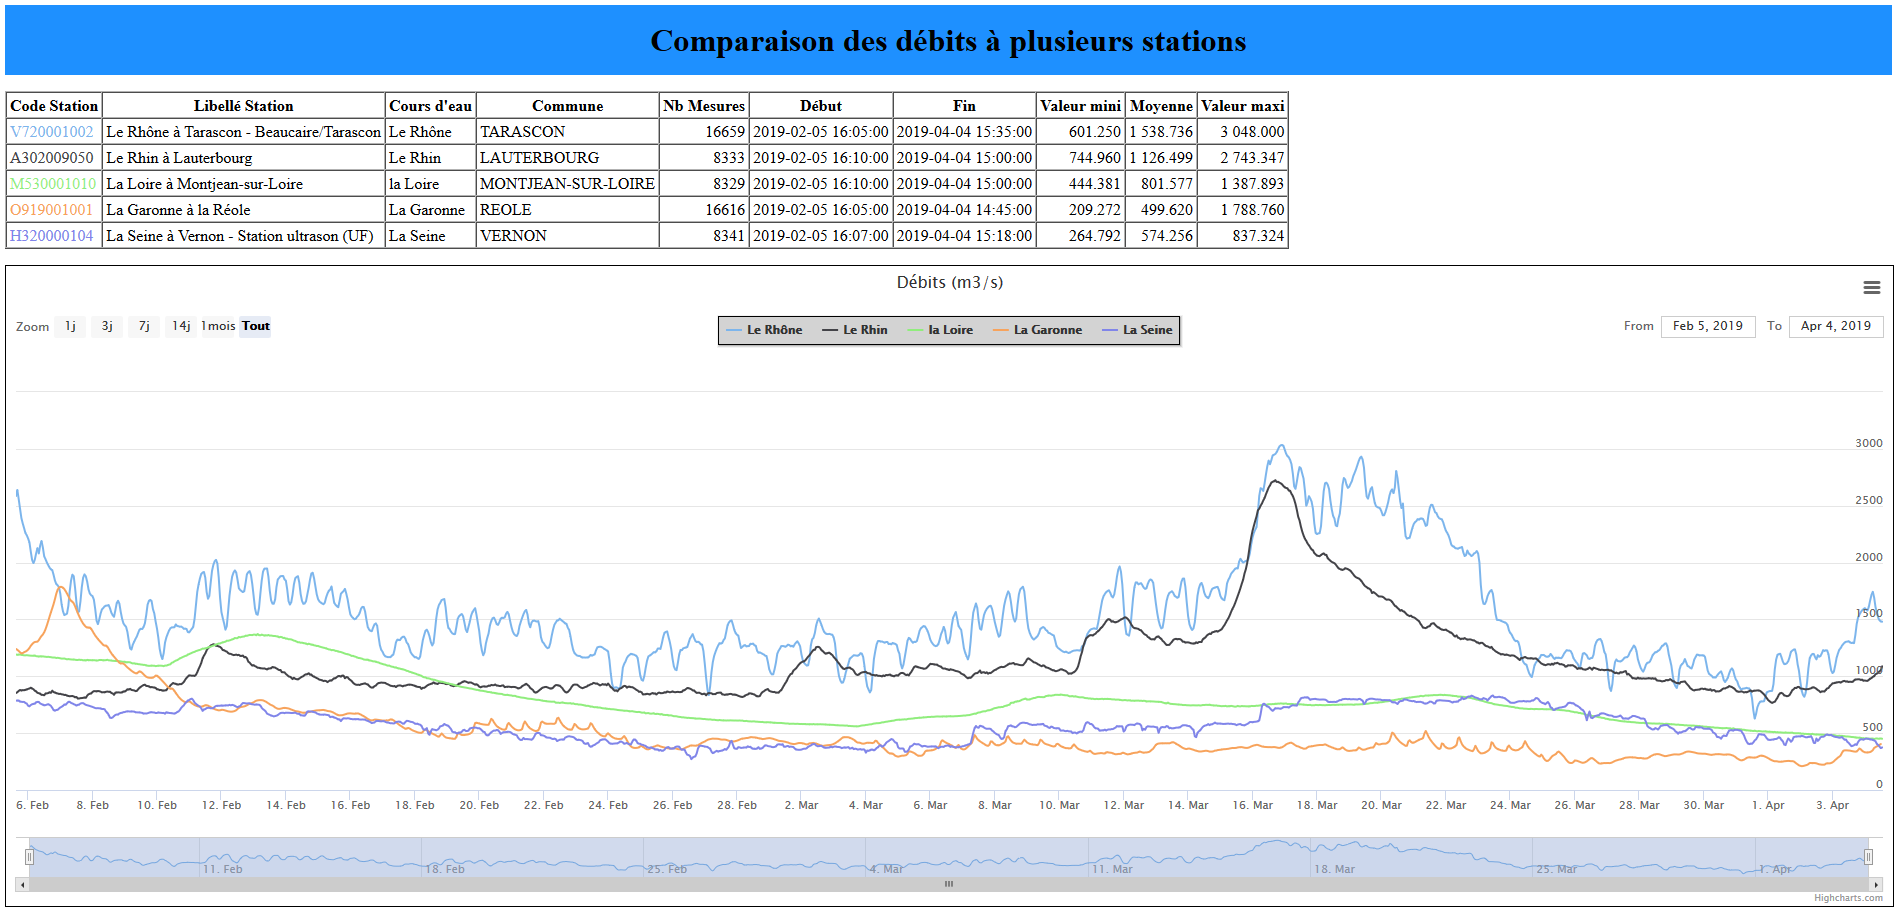 Comparaison des débits à plusieurs stations
Code Station Libellé Station Cours d'eau Commune Nb Mesures Début Fin Valeur mini Moyenne Valeur maxi
V720001002 Le Rhône à Tarascon - Beaucaire/Tarascon Le Rhône TARASCON 16659 2019-02-05 16:05:00 2019-04-04 15:35:00 601.250 1 538.736 3 048.000
A302009050 Le Rhin à Lauterbourg Le Rhin LAUTERBOURG 8333 2019-02-05 16:10:00 2019-04-04 15:00:00 744.960 1 126.499 2 743.347
M530001010 La Loire à Montjean-sur-Loire la Loire MONTJEAN-SUR-LOIRE 8329 2019-02-05 16:10:00 2019-04-04 15:00:00 444.381 801.577 1 387.893
O919001001 La Garonne à la Réole La Garonne REOLE 16616 2019-02-05 16:05:00 2019-04-04 14:45:00 209.272 499.620 1 788.760
H320000104 La Seine à Vernon - Station ultrason (UF) La Seine VERNON 8341 2019-02-05 16:07:00 2019-04-04 15:18:00 264.792 574.256 837.324
Débits (m3/s)
Zoom 1j 3j 7j 14j 1mois Tout
Le Rhône Le Rhin la Loire La Garonne La Seine
From Feb 5, 2019 To Apr 4, 2019
3000
2500
2000
1500
1000
500
0
6. Feb 8. Feb 10. Feb 12. Feb 14. Feb 16. Feb 18. Feb 20. Feb 22. Feb 24. Feb 26. Feb 28. Feb 2. Mar 4. Mar 6. Mar 8. Mar 10. Mar 12. Mar 14. Mar 16. Mar 18. Mar 20. Mar 22. Mar 24. Mar 26. Mar 28. Mar 30. Mar 1. Apr 3. Apr
11. Feb 18. Feb 25. Feb 4. Mar 11. Mar 18. Mar 25. Mar 1. Apr
Highcharts.com